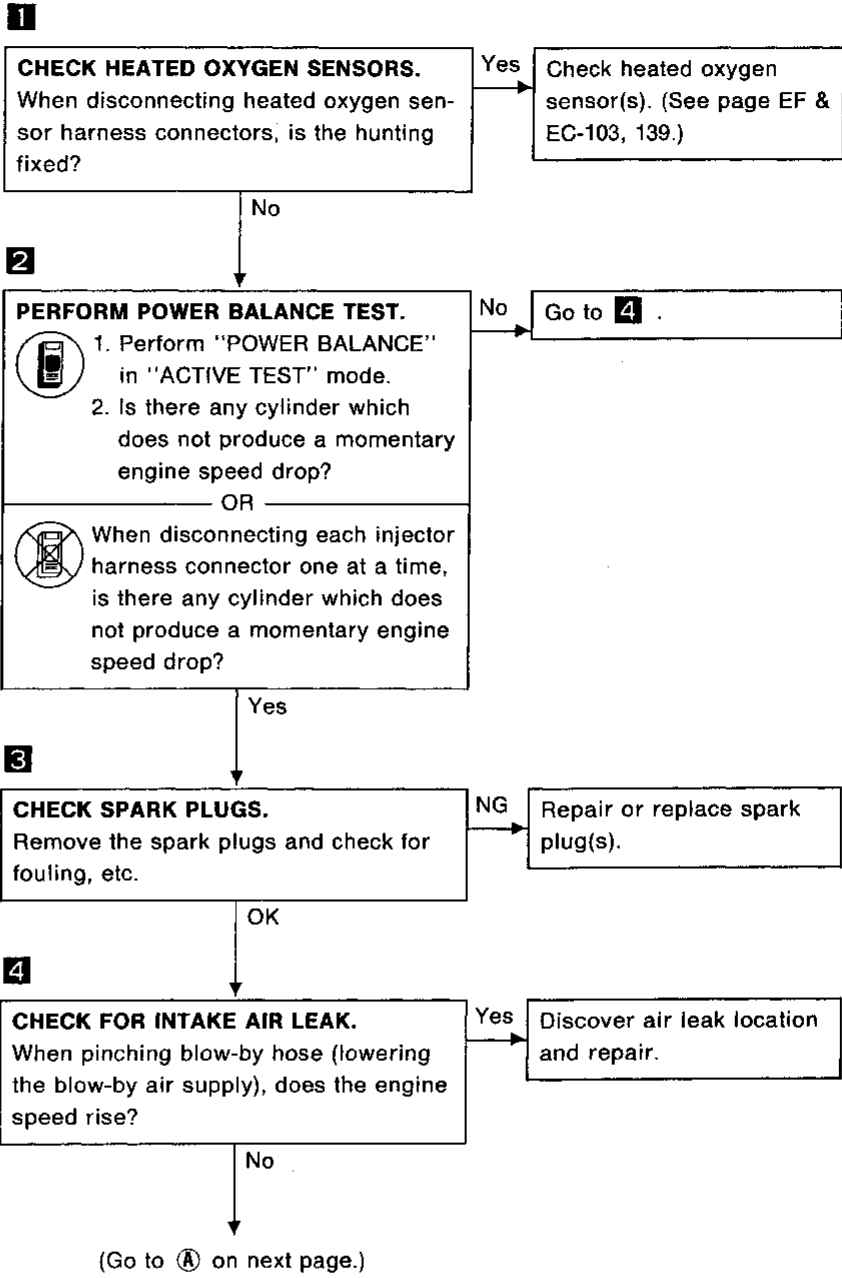 1
CHECK HEATED OXYGEN SENSORS.
When disconnecting heated oxygen sen-
sor harness connectors, is the hunting
fixed?
Yes
Check heated oxygen
sensor(s). (See page EF &
EC-103, 139.)
No
2
PERFORM POWER BALANCE TEST.
1. Perform "POWER BALANCE"
in "ACTIVE TEST" mode.
2. Is there any cylinder which
does not produce a momentary
engine speed drop?
OR
When disconnecting each injector
harness connector one at a time,
is there any cylinder which does
not produce a momentary engine
speed drop?
No
Go to 4 .
Yes
3
CHECK SPARK PLUGS.
Remove the spark plugs and check for
fouling, etc.
NG
Repair or replace spark
plug(s).
OK
4
CHECK FOR INTAKE AIR LEAK.
When pinching blow-by hose (lowering
the blow-by air supply), does the engine
speed rise?
Yes
Discover air leak location
and repair.
No
(Go to Ⓐ on next page.)